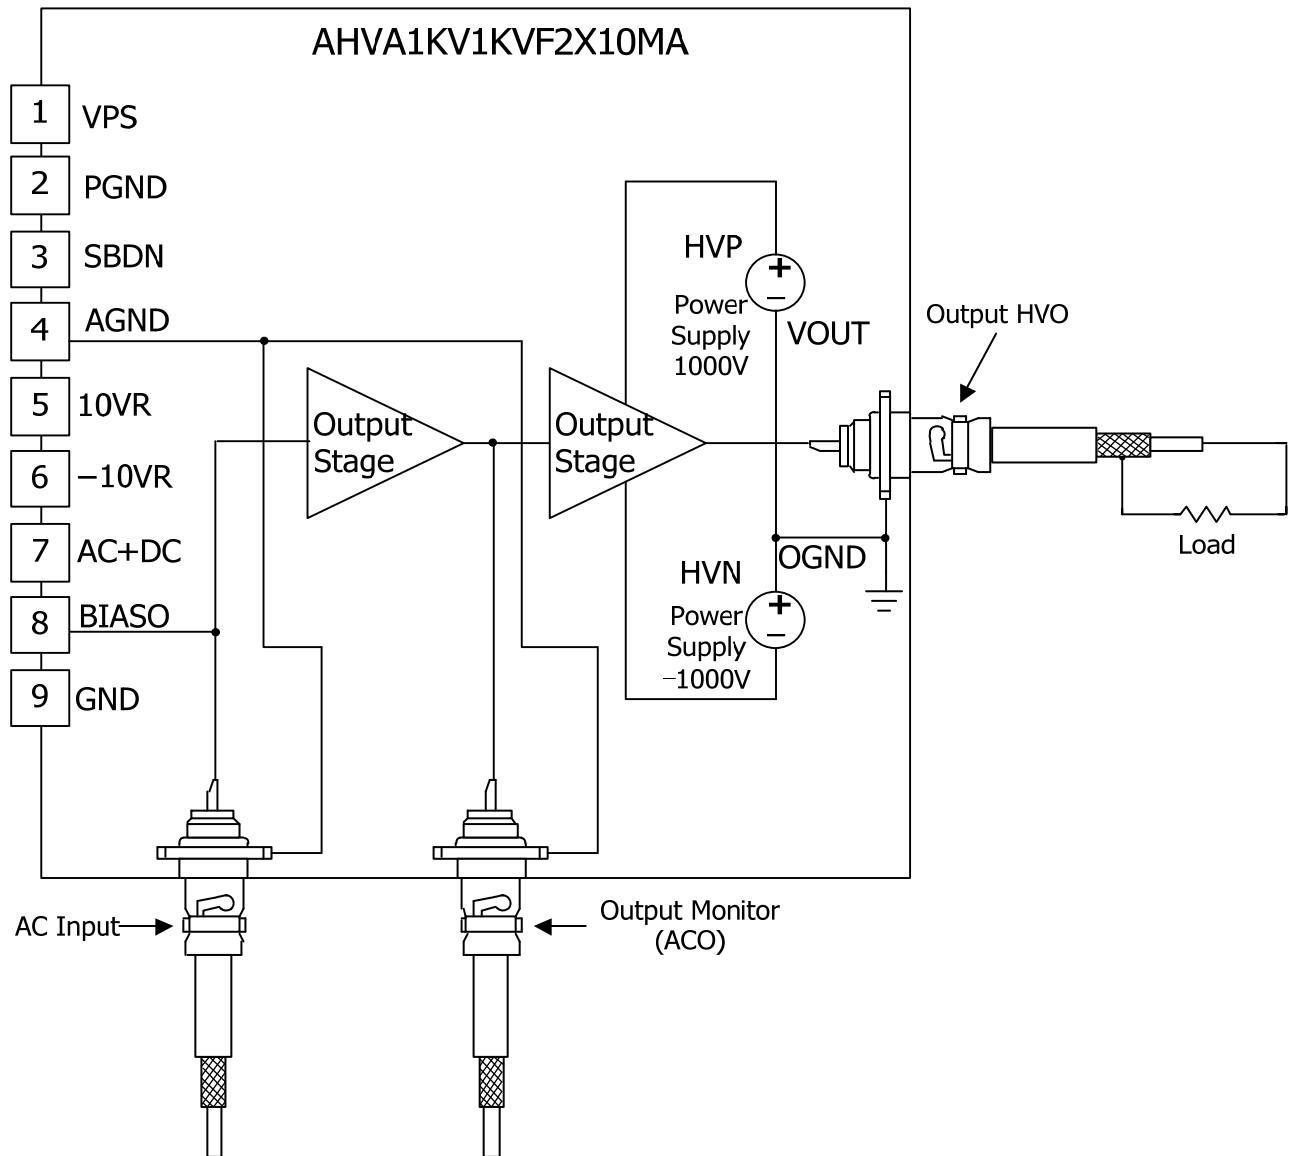 AHVA1KV1KVF2X10MA
1 VPS
2 PGND
3 SBDN
4 AGND
5 10VR
6 −10VR
7 AC+DC
8 BIASO
9 GND
Output
Stage
Output
Stage
HVP
+
−
Power
Supply
1000V
VOUT
OGND
HVN
+
−
Power
Supply
−1000V
Output HVO
Load
AC Input
Output Monitor
(ACO)